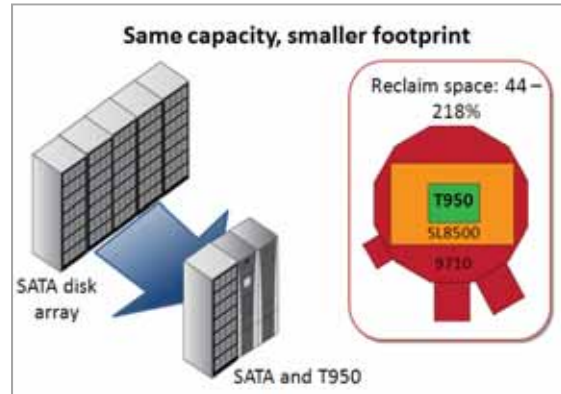 Same capacity, smaller footprint
Reclaim space: 44 –
218%
T950
SL8500
9710
SATA disk
array
SATA and T950